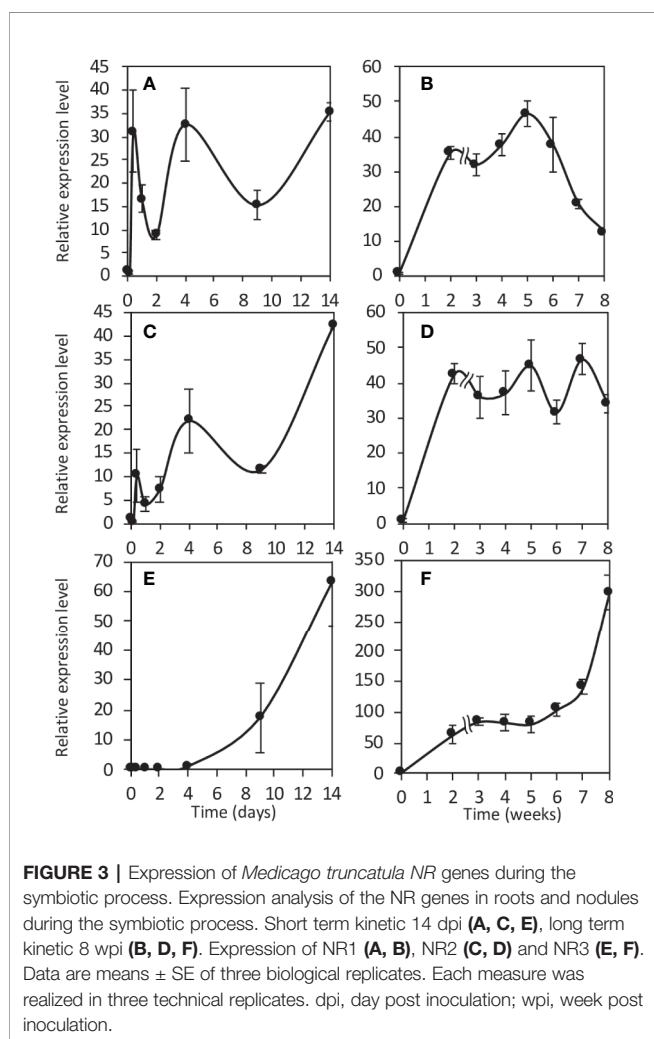 A
B
Relative expression level
45
40
35
30
25
20
15
10
5
0
0 2 4 6 8 10 12 14
60
50
40
30
20
10
0
0 1 2 3 4 5 6 7 8
C
D
Relative expression level
45
40
35
30
25
20
15
10
5
0
0 2 4 6 8 10 12 14
60
50
40
30
20
10
0
0 1 2 3 4 5 6 7 8
E
F
Relative expression level
70
60
50
40
30
20
10
0
0 2 4 6 8 10 12 14
Time (days)
350
300
250
200
150
100
50
0
0 1 2 3 4 5 6 7 8
Time (weeks)
FIGURE 3 | Expression of Medicago truncatula NR genes during the
symbiotic process. Expression analysis of the NR genes in roots and nodules
during the symbiotic process. Short term kinetic 14 dpi (A, C, E), long term
kinetic 8 wpi (B, D, F). Expression of NR1 (A, B), NR2 (C, D) and NR3 (E, F).
Data are means ± SE of three biological replicates. Each measure was
realized in three technical replicates. dpi, day post inoculation; wpi, week post
inoculation.